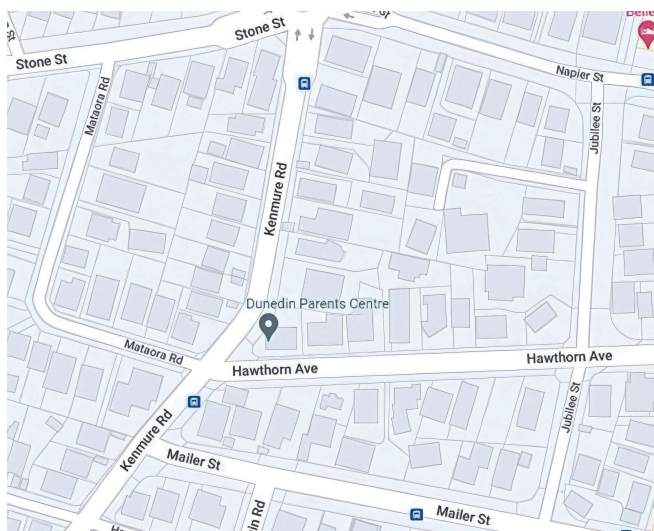 Stone St
Stone St
Napier St
Mataora Rd
Jubilee St
Kenmure Rd
Dunedin Parents Centre
Mataora Rd
Hawthorn Ave
Hawthorn Ave
Jubilee St
Kenmure Rd
Mailer St
Mailer St